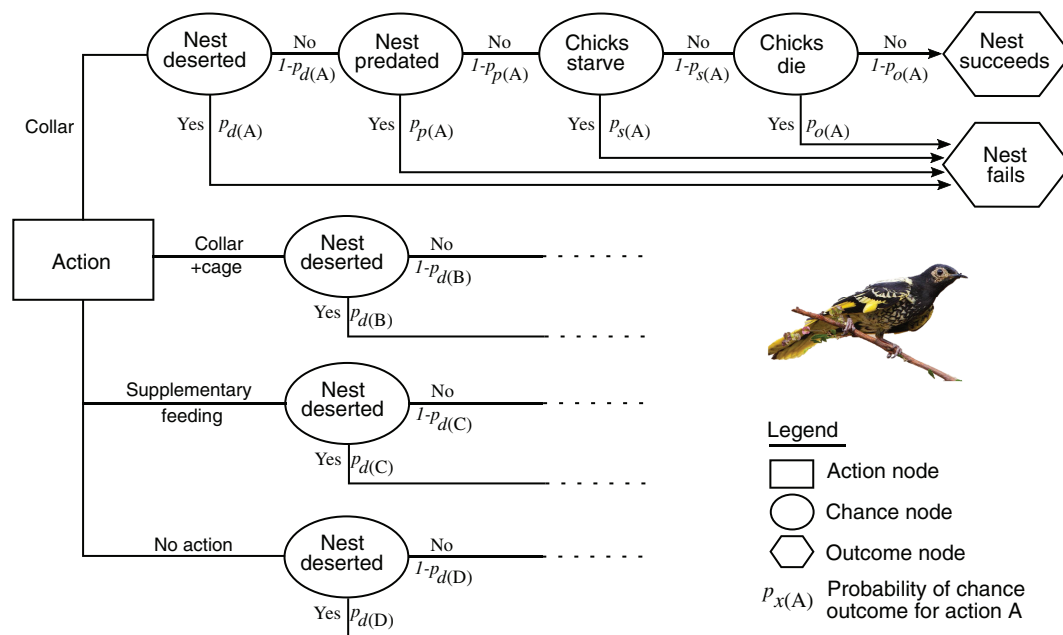 Nest
deserted
No
1-pd(A)
Nest
predated
No
1-pp(A)
Chicks
starve
No
1-ps(A)
Chicks
die
No
1-po(A)
Nest
succeeds
Collar
Yes pd(A)
Yes pp(A)
Yes ps(A)
Yes po(A)
Nest
fails
Action
Collar
+cage
Nest
deserted
No
1-pd(B)
Yes pd(B)
Supplementary
feeding
Nest
deserted
No
1-pd(C)
Yes pd(C)
No action
Nest
deserted
No
1-pd(D)
Yes pd(D)
Legend
Action node
Chance node
Outcome node
px(A) Probability of chance
outcome for action A